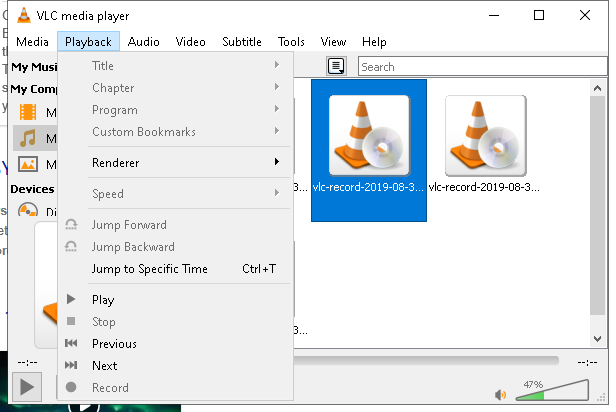 VLC media player
Media Playback Audio Video Subtitle Tools View Help
My Musi
Search
My Comp
M
M
M
Devices
Di
Title
Chapter
Program
Custom Bookmarks
Renderer
Speed
Jump Forward
Jump Backward
Jump to Specific Time Ctrl+T
Play
Stop
Previous
Next
Record
3...
vlc-record-2019-08-3... vlc-record-2019-08-3...
3...
--:-- --:--
47%